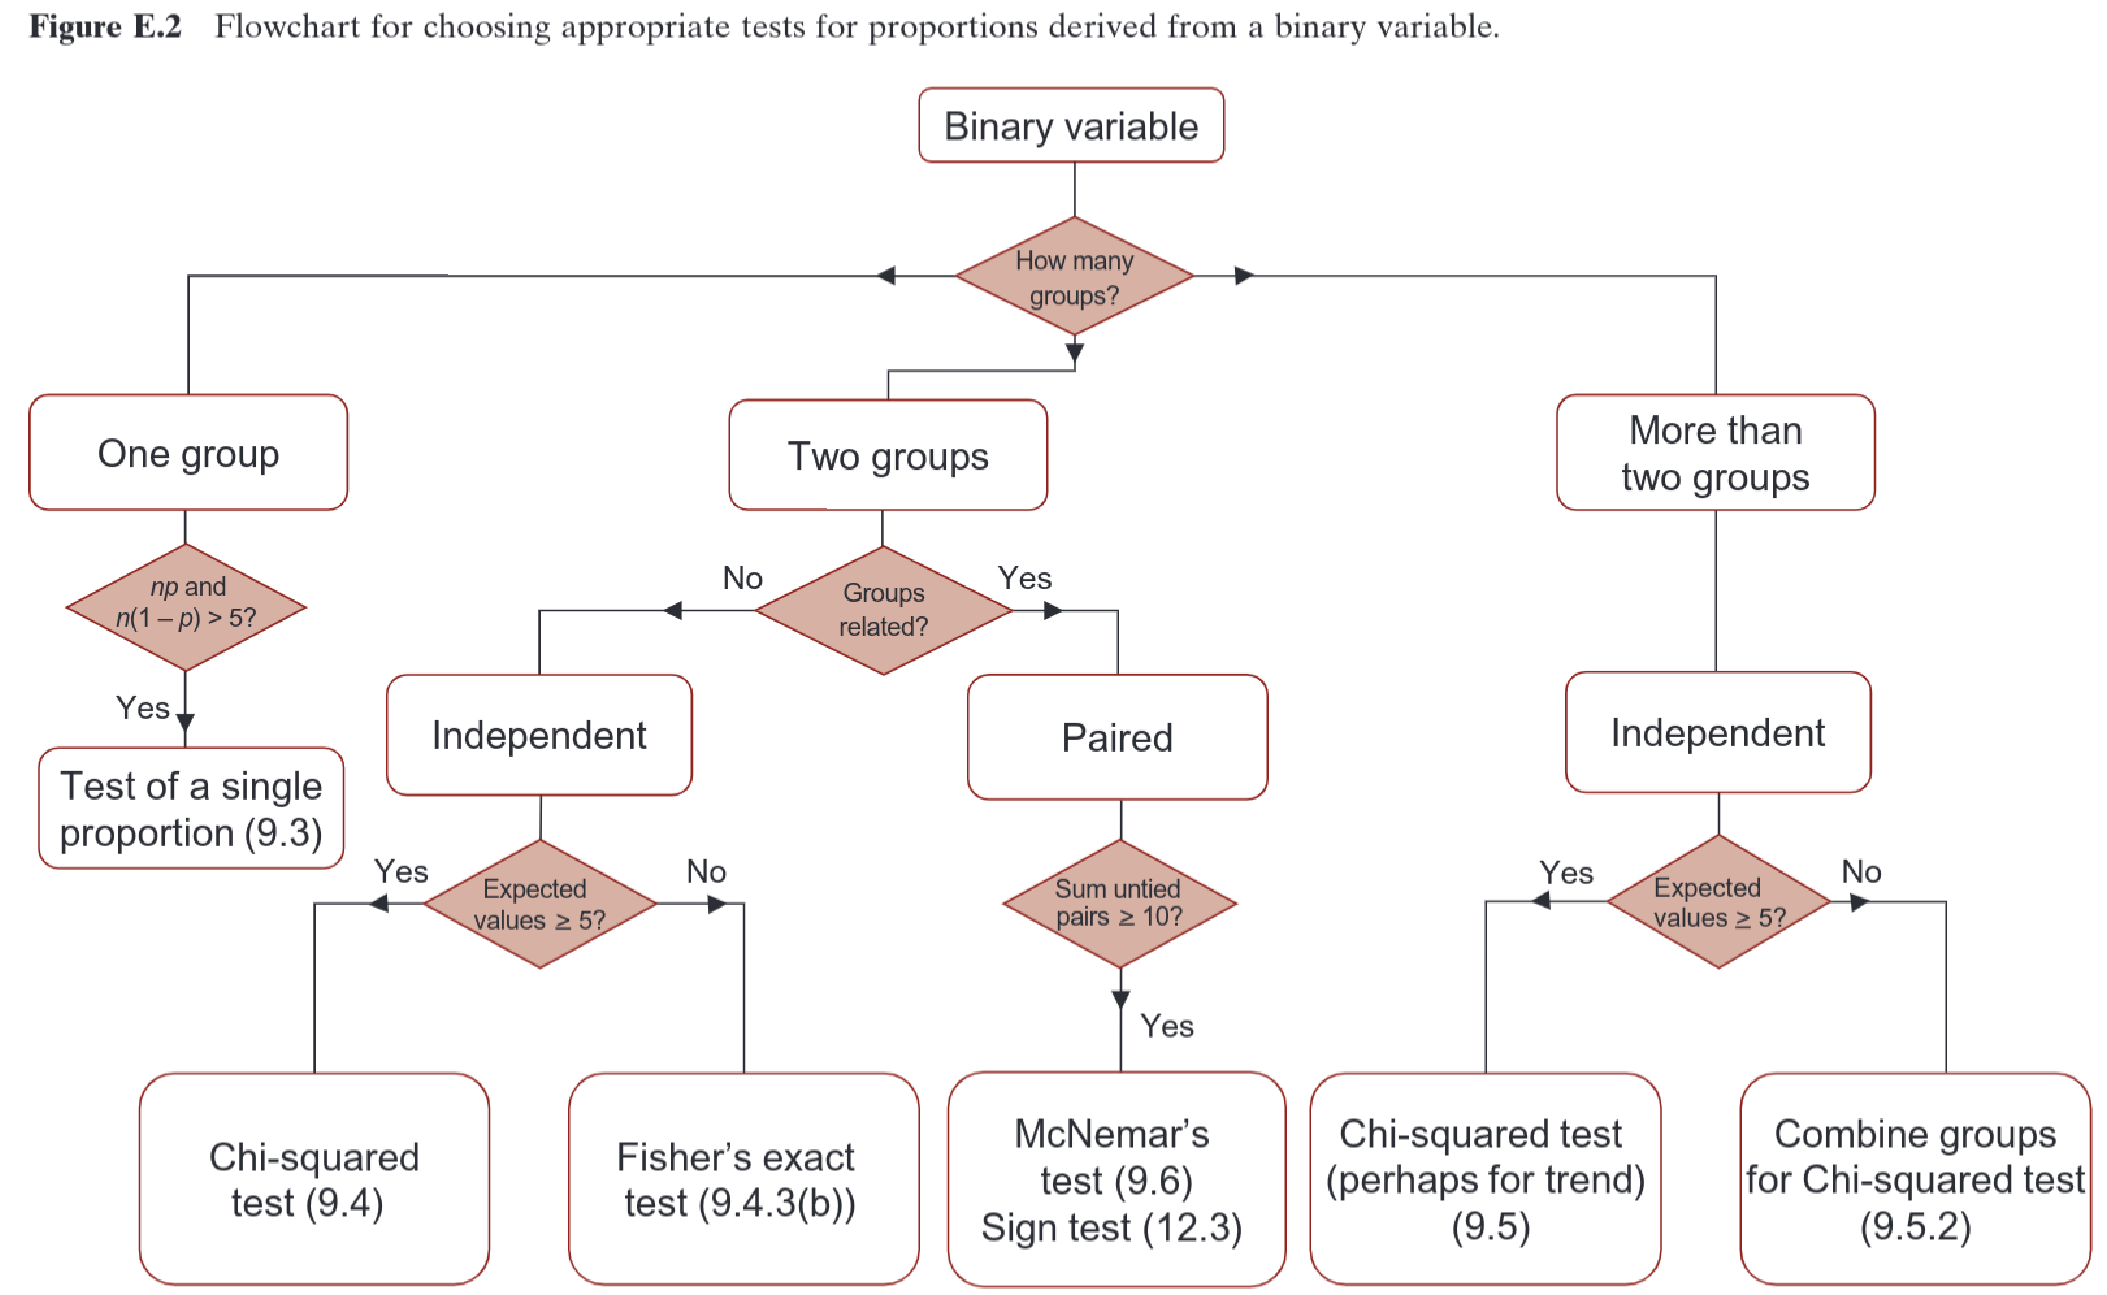 Figure E.2 Flowchart for choosing appropriate tests for proportions derived from a binary variable.
Binary variable
How many
groups?
One group
Two groups
More than
two groups
np and
n(1 – p) > 5?
No
Groups
related?
Yes
Yes
Test of a single
proportion (9.3)
Independent
Paired
Independent
Yes
Expected
values ≥ 5?
No
Sum untied
pairs ≥ 10?
Yes
Yes
Expected
values ≥ 5?
No
Chi-squared
test (9.4)
Fisher’s exact
test (9.4.3(b))
McNemar’s
test (9.6)
Sign test (12.3)
Chi-squared test
(perhaps for trend)
(9.5)
Combine groups
for Chi-squared test
(9.5.2)